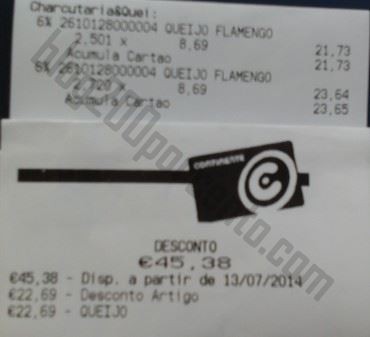 Charcutaria&Quei:
6% 2610128000004 QUEIJO FLAMENGO
2.501 x 8,69 21,73
Acumula Cartao 21,73
6% 2610128000004 QUEIJO FLAMENGO
2.720 8,69 23,64
Acumula Cartao 23,65
CONTINENTE
DESCONTO
€45,38
€45,38 - Disp. a partir de 13/07/2014
€22,69 - Desconto Artigo
€22,69 - QUEIJO